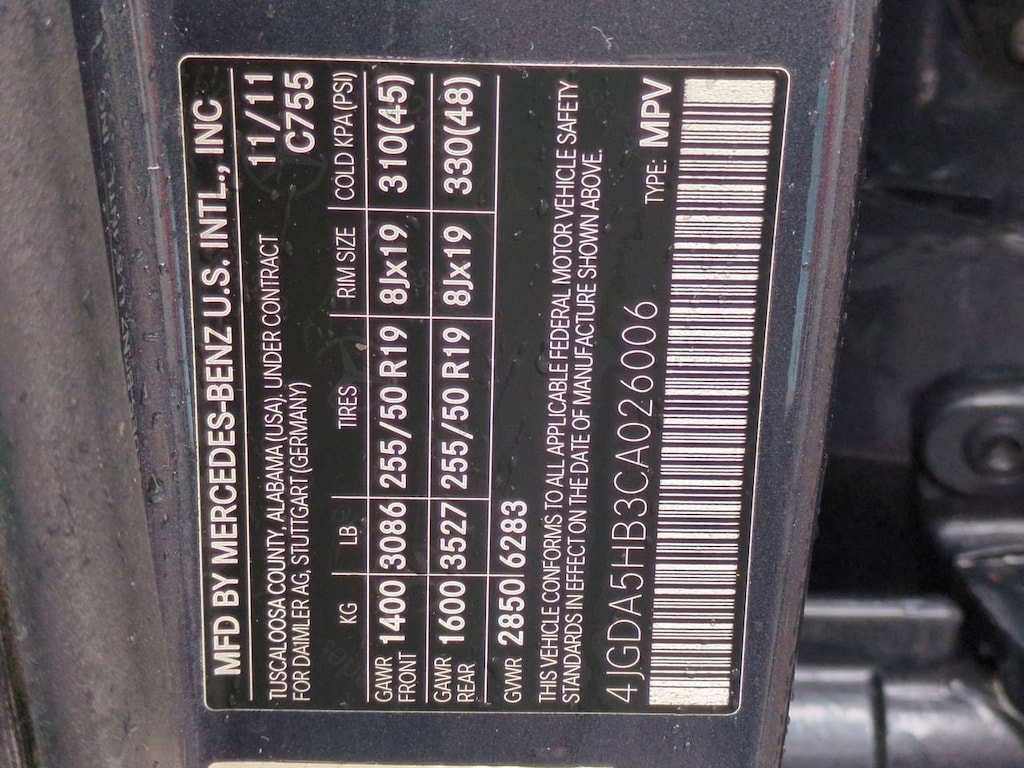 MFD BY MERCEDES-BENZ U.S. INTL., INC
TUSCALOOSA COUNTY, ALABAMA (USA), UNDER CONTRACT 11/11
FOR DAIMLER AG, STUTTGART (GERMANY) C755
KG LB TIRES RIM SIZE COLD KPA(PSI)
GAWR FRONT 1400 3086 255/50 R19 8Jx19 310(45)
GAWR REAR 1600 3527 255/50 R19 8Jx19 330(48)
GWR 2850 6283
THIS VEHICLE CONFORMS TO ALL APPLICABLE FEDERAL MOTOR VEHICLE SAFETY
STANDARDS IN EFFECT ON THE DATE OF MANUFACTURE SHOWN ABOVE.
4JGDA5HB3CA026006 TYPE: MPV